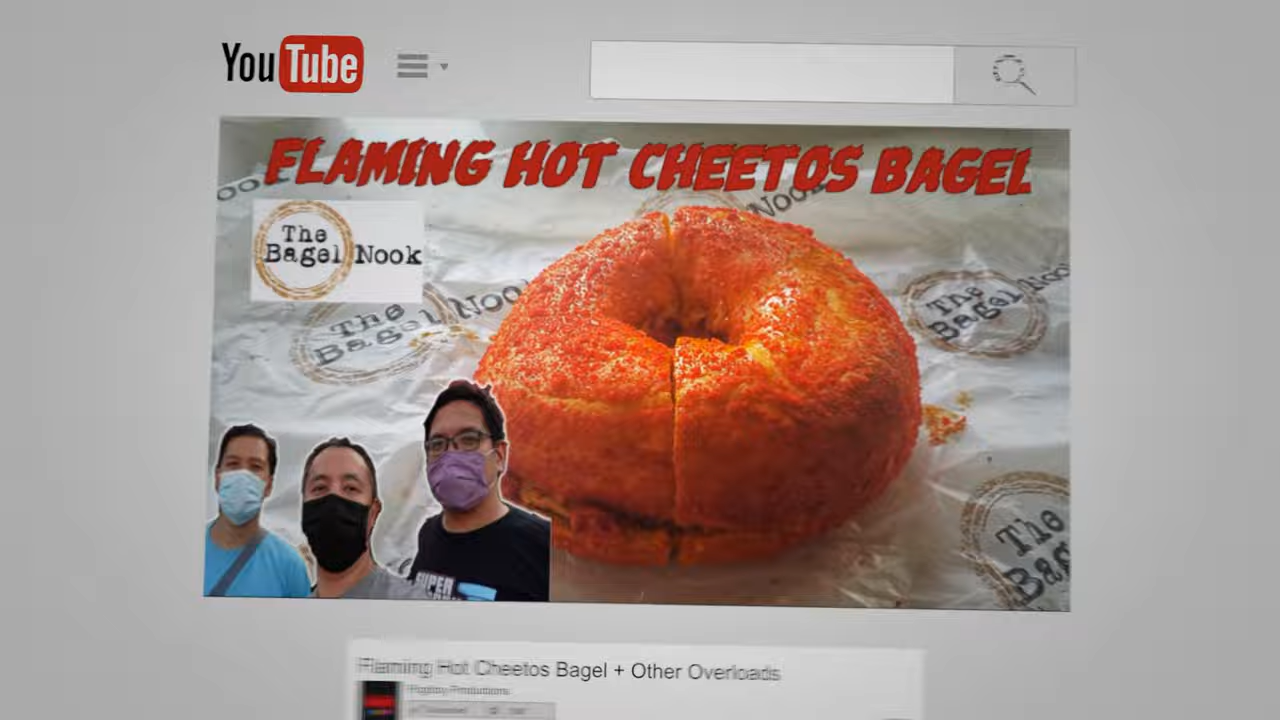 YouTube
FLAMING HOT CHEETOS BAGEL
The
Bagel Nook
Nook
The
Bagel Nook
The
Bagel Nook
The
Bag
SUPER
Flaming Hot Cheetos Bagel + Other Overloads